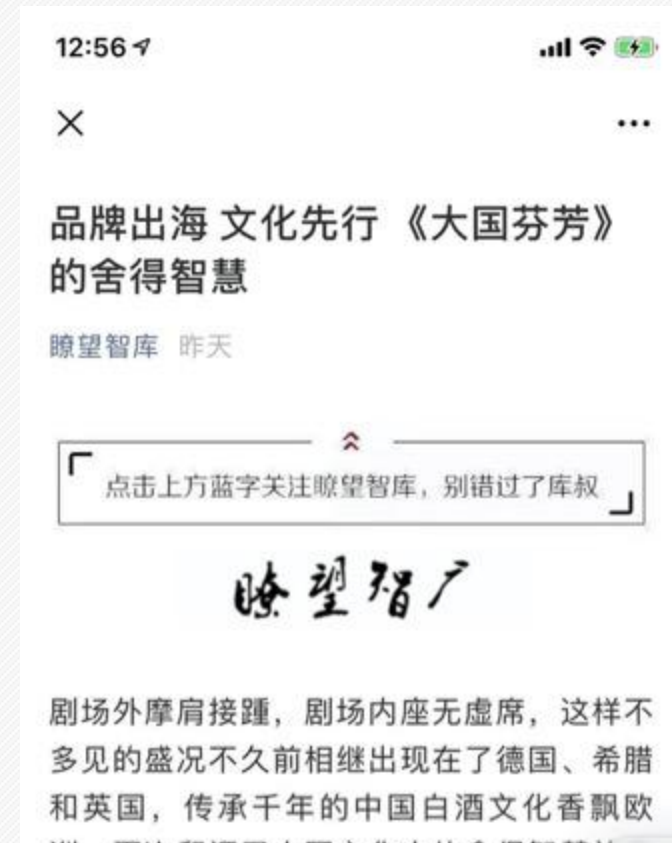 12:56
品牌出海 文化先行 《大国芬芳》
的舍得智慧
瞭望智库 昨天
点击上方蓝字关注瞭望智库，别错过了库叔
瞭望智
剧场外摩肩接踵，剧场内座无虚席，这样不
多见的盛况不久前相继出现在了德国、希腊
和英国，传承千年的中国白酒文化香飘欧